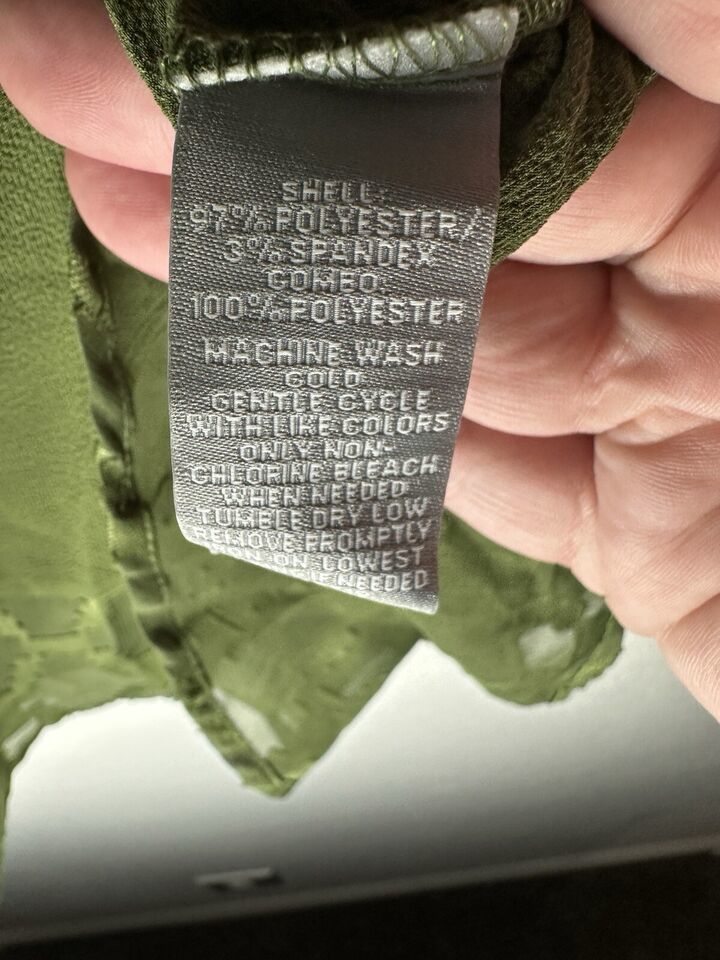 SHELL:
97% POLYESTER/
3% SPANDEX
COMBO:
100% POLYESTER
MACHINE WASH
COLD
GENTLE CYCLE
WITH LIKE COLORS
ONLY NON-
CHLORINE BLEACH
WHEN NEEDED
TUMBLE DRY LOW
REMOVE PROMPTLY
IRON ON LOWEST
NEEDED